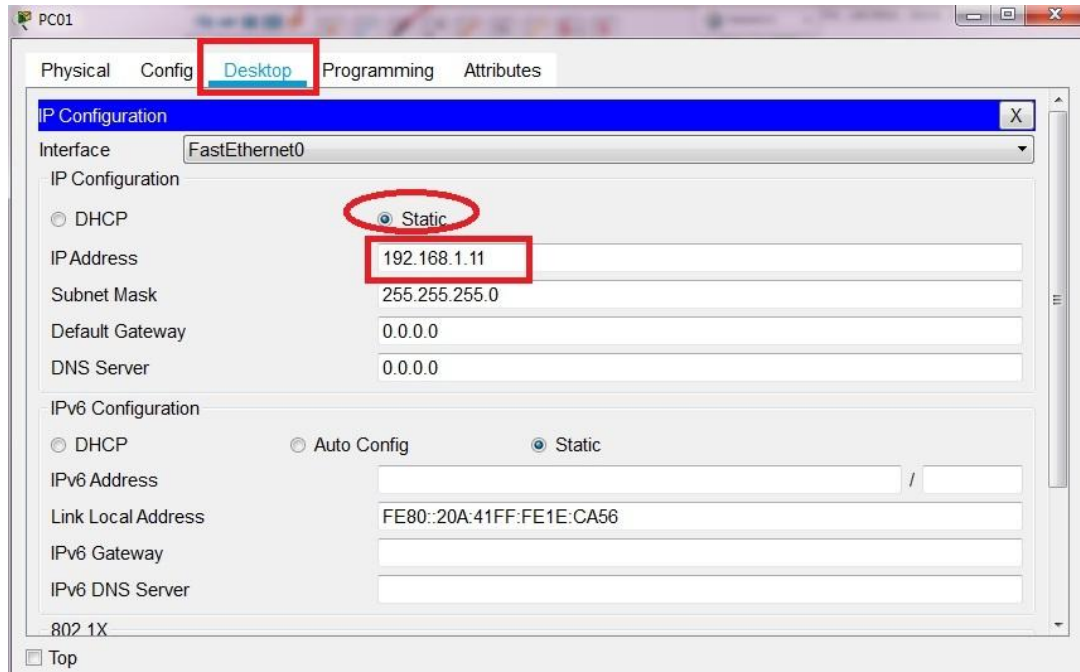 PC01
Physical Config Desktop Programming Attributes
IP Configuration X
Interface FastEthernet0
IP Configuration
DHCP Static
IP Address 192.168.1.11
Subnet Mask 255.255.255.0
Default Gateway 0.0.0.0
DNS Server 0.0.0.0
IPv6 Configuration
DHCP Auto Config Static
IPv6 Address /
Link Local Address FE80::20A:41FF:FE1E:CA56
IPv6 Gateway
IPv6 DNS Server
802.1X
Top